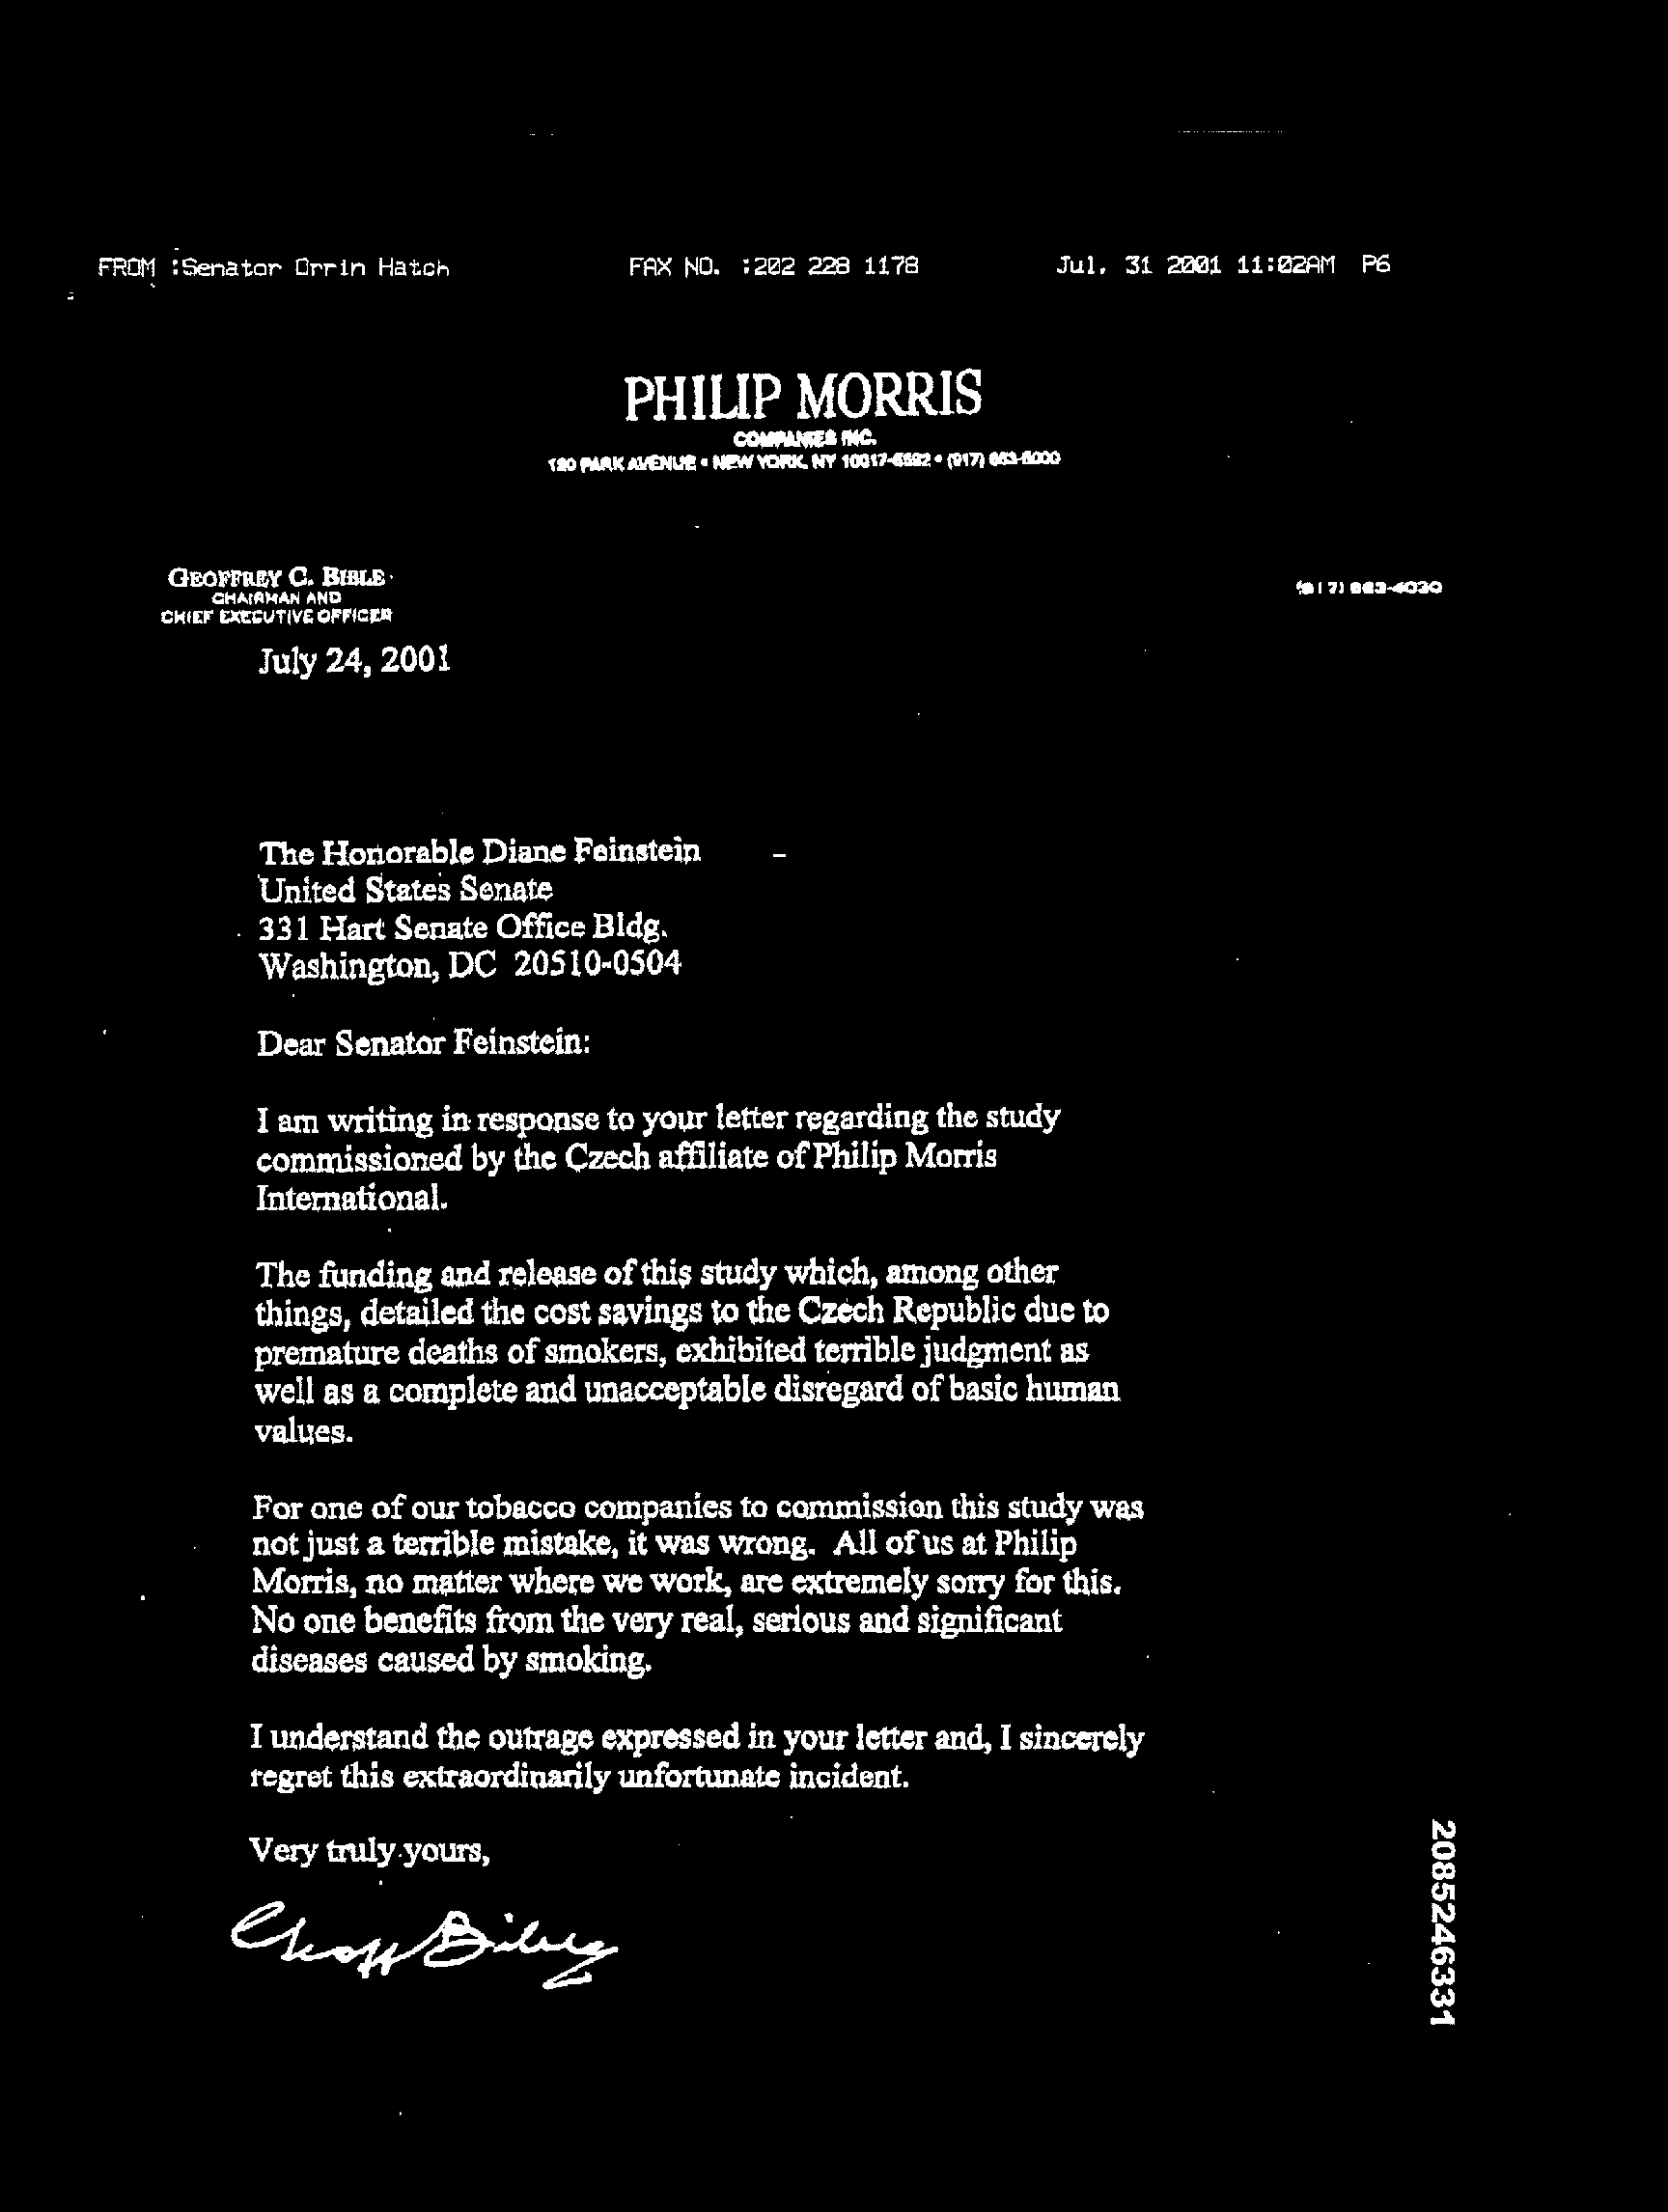 FROM :Senator Orrin Hatch FAX NO. :202 228 1178 Jul. 31 2001 11:02AM P6
PHILIP MORRIS
COMPANIES INC.
120 PARK AVENUE • NEW YORK, NY 10017-5592 • (917) 663-5000
GEOFFREY C. BIBLE
CHAIRMAN AND
CHIEF EXECUTIVE OFFICER
(917) 663-4030
July 24, 2001
The Honorable Diane Feinstein
United States Senate
331 Hart Senate Office Bldg.
Washington, DC 20510-0504
Dear Senator Feinstein:
I am writing in response to your letter regarding the study
commissioned by the Czech affiliate of Philip Morris
International.
The funding and release of this study which, among other
things, detailed the cost savings to the Czech Republic due to
premature deaths of smokers, exhibited terrible judgment as
well as a complete and unacceptable disregard of basic human
values.
For one of our tobacco companies to commission this study was
not just a terrible mistake, it was wrong. All of us at Philip
Morris, no matter where we work, are extremely sorry for this.
No one benefits from the very real, serious and significant
diseases caused by smoking.
I understand the outrage expressed in your letter and, I sincerely
regret this extraordinarily unfortunate incident.
Very truly yours,
Geoff Bible
2085246331